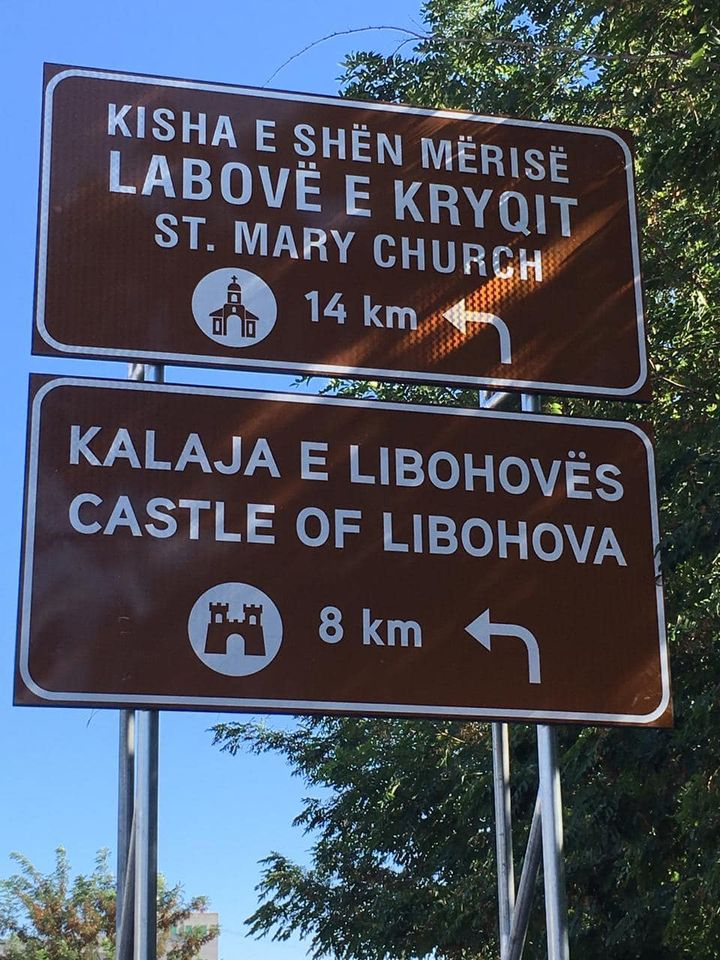 KISHA E SHËN MËRISË
LABOVË E KRYQIT
ST. MARY CHURCH
14 km
KALAJA E LIBOHOVËS
CASTLE OF LIBOHOVA
8 km